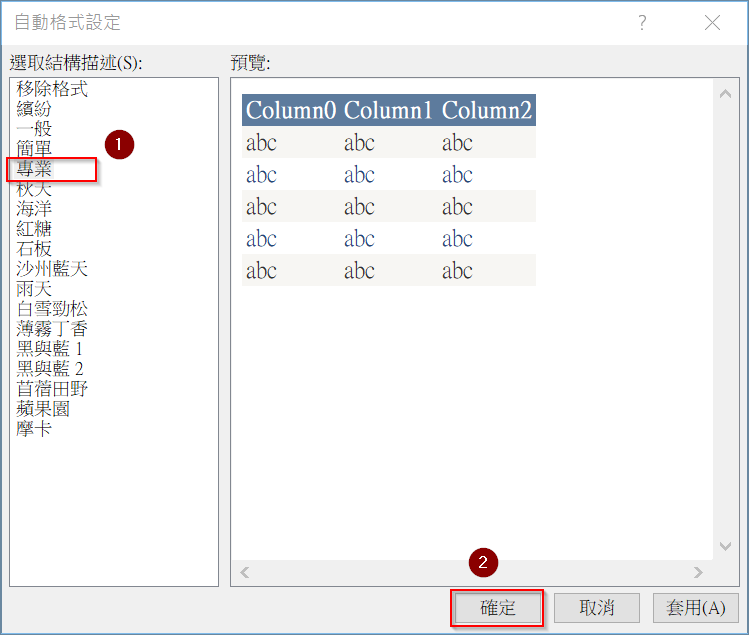 自動格式設定
?
選取結構描述(S):
預覽:
移除格式
繽紛
一般
簡單
1
專業
秋天
海洋
紅糖
石板
沙州藍天
雨天
白雪勁松
薄霧丁香
黑與藍 1
黑與藍 2
苜蓿田野
蘋果園
摩卡
Column0 Column1 Column2
abc abc abc
abc abc abc
abc abc abc
abc abc abc
abc abc abc
2
確定
取消
套用(A)